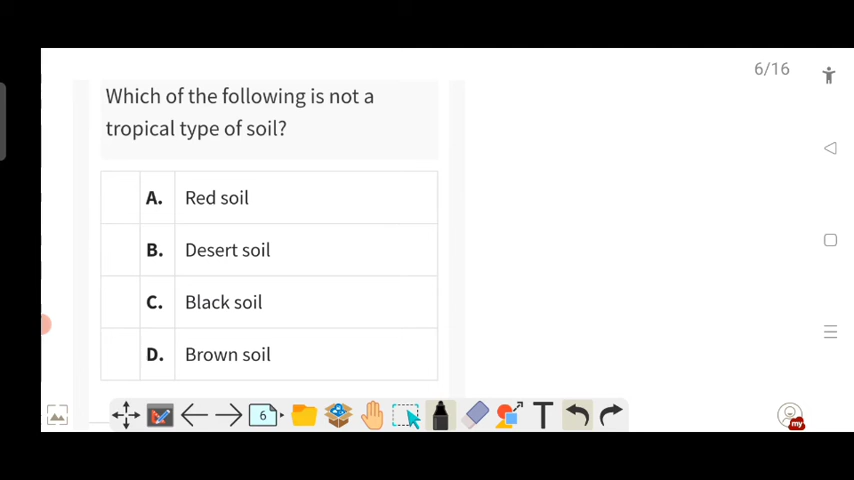 6/16
Which of the following is not a
tropical type of soil?
A. Red soil
B. Desert soil
C. Black soil
D. Brown soil
6
T
my